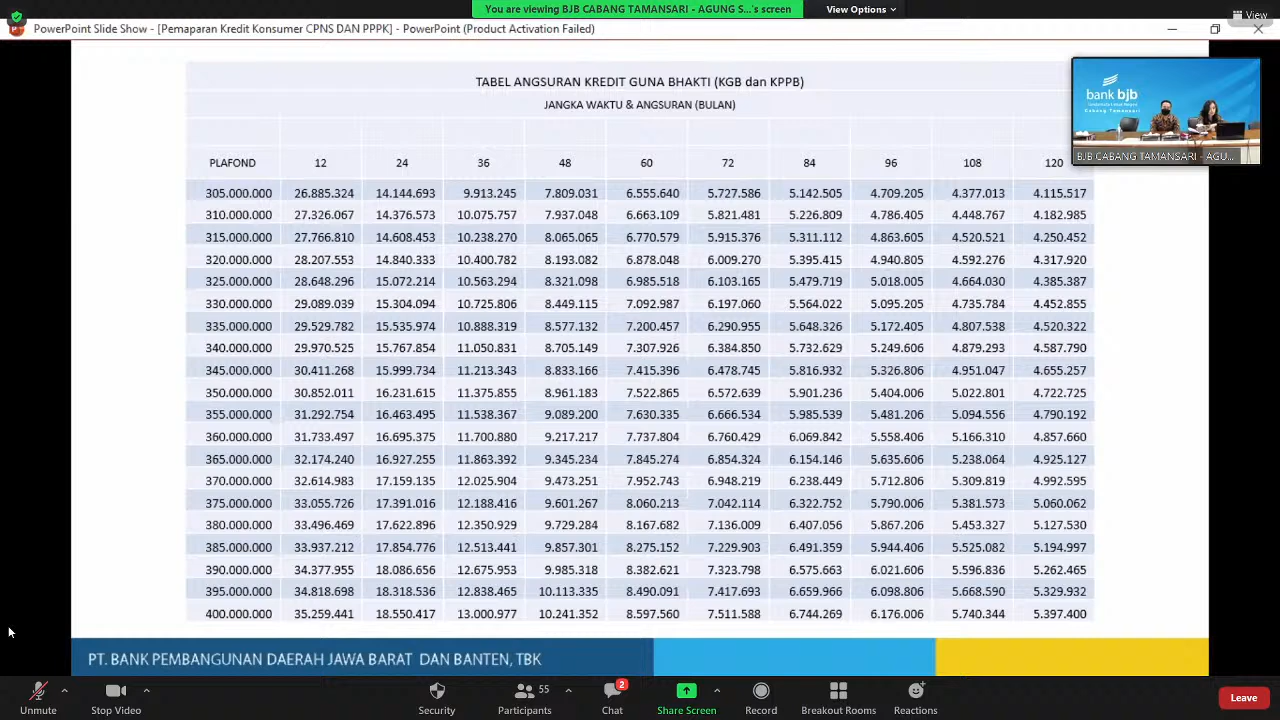 You are viewing BJB CABANG TAMANSARI - AGUNG S...'s screen
View Options
View
PowerPoint Slide Show - [Pemaparan Kredit Konsumer CPNS DAN PPPK] - PowerPoint (Product Activation Failed)
TABEL ANGSURAN KREDIT GUNA BHAKTI (KGB dan KPPB)
JANGKA WAKTU & ANGSURAN (BULAN)
PLAFOND 12 24 36 48 60 72 84 96 108 120
305.000.000 26.885.324 14.144.693 9.913.245 7.809.031 6.555.640 5.727.586 5.142.505 4.709.205 4.377.013 4.115.517
310.000.000 27.326.067 14.376.573 10.075.757 7.937.048 6.663.109 5.821.481 5.226.809 4.786.405 4.448.767 4.182.985
315.000.000 27.766.810 14.608.453 10.238.270 8.065.065 6.770.579 5.915.376 5.311.112 4.863.605 4.520.521 4.250.452
320.000.000 28.207.553 14.840.333 10.400.782 8.193.082 6.878.048 6.009.270 5.395.415 4.940.805 4.592.276 4.317.920
325.000.000 28.648.296 15.072.214 10.563.294 8.321.098 6.985.518 6.103.165 5.479.719 5.018.005 4.664.030 4.385.387
330.000.000 29.089.039 15.304.094 10.725.806 8.449.115 7.092.987 6.197.060 5.564.022 5.095.205 4.735.784 4.452.855
335.000.000 29.529.782 15.535.974 10.888.319 8.577.132 7.200.457 6.290.955 5.648.326 5.172.405 4.807.538 4.520.322
340.000.000 29.970.525 15.767.854 11.050.831 8.705.149 7.307.926 6.384.850 5.732.629 5.249.606 4.879.293 4.587.790
345.000.000 30.411.268 15.999.734 11.213.343 8.833.166 7.415.396 6.478.745 5.816.932 5.326.806 4.951.047 4.655.257
350.000.000 30.852.011 16.231.615 11.375.855 8.961.183 7.522.865 6.572.639 5.901.236 5.404.006 5.022.801 4.722.725
355.000.000 31.292.754 16.463.495 11.538.367 9.089.200 7.630.335 6.666.534 5.985.539 5.481.206 5.094.556 4.790.192
360.000.000 31.733.497 16.695.375 11.700.880 9.217.217 7.737.804 6.760.429 6.069.842 5.558.406 5.166.310 4.857.660
365.000.000 32.174.240 16.927.255 11.863.392 9.345.234 7.845.274 6.854.324 6.154.146 5.635.606 5.238.064 4.925.127
370.000.000 32.614.983 17.159.135 12.025.904 9.473.251 7.952.743 6.948.219 6.238.449 5.712.806 5.309.819 4.992.595
375.000.000 33.055.726 17.391.016 12.188.416 9.601.267 8.060.213 7.042.114 6.322.752 5.790.006 5.381.573 5.060.062
380.000.000 33.496.469 17.622.896 12.350.929 9.729.284 8.167.682 7.136.009 6.407.056 5.867.206 5.453.327 5.127.530
385.000.000 33.937.212 17.854.776 12.513.441 9.857.301 8.275.152 7.229.903 6.491.359 5.944.406 5.525.082 5.194.997
390.000.000 34.377.955 18.086.656 12.675.953 9.985.318 8.382.621 7.323.798 6.575.663 6.021.606 5.596.836 5.262.465
395.000.000 34.818.698 18.318.536 12.838.465 10.113.335 8.490.091 7.417.693 6.659.966 6.098.806 5.668.590 5.329.932
400.000.000 35.259.441 18.550.417 13.000.977 10.241.352 8.597.560 7.511.588 6.744.269 6.176.006 5.740.344 5.397.400
bank bjb
Cabang Tamansari
BJB CABANG TAMANSARI - AGU...
PT. BANK PEMBANGUNAN DAERAH JAWA BARAT DAN BANTEN, TBK
55
2
Unmute
Stop Video
Security
Participants
Chat
Share Screen
Record
Breakout Rooms
Reactions
Leave